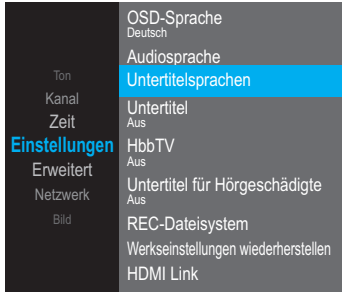 Ton
Kanal
Zeit
Einstellungen
Erweitert
Netzwerk
Bild
OSD-Sprache
Deutsch
Audiosprache
Untertitelsprachen
Untertitel
Aus
HbbTV
Aus
Untertitel für Hörgeschädigte
Aus
REC-Dateisystem
Werkseinstellungen wiederherstellen
HDMI Link